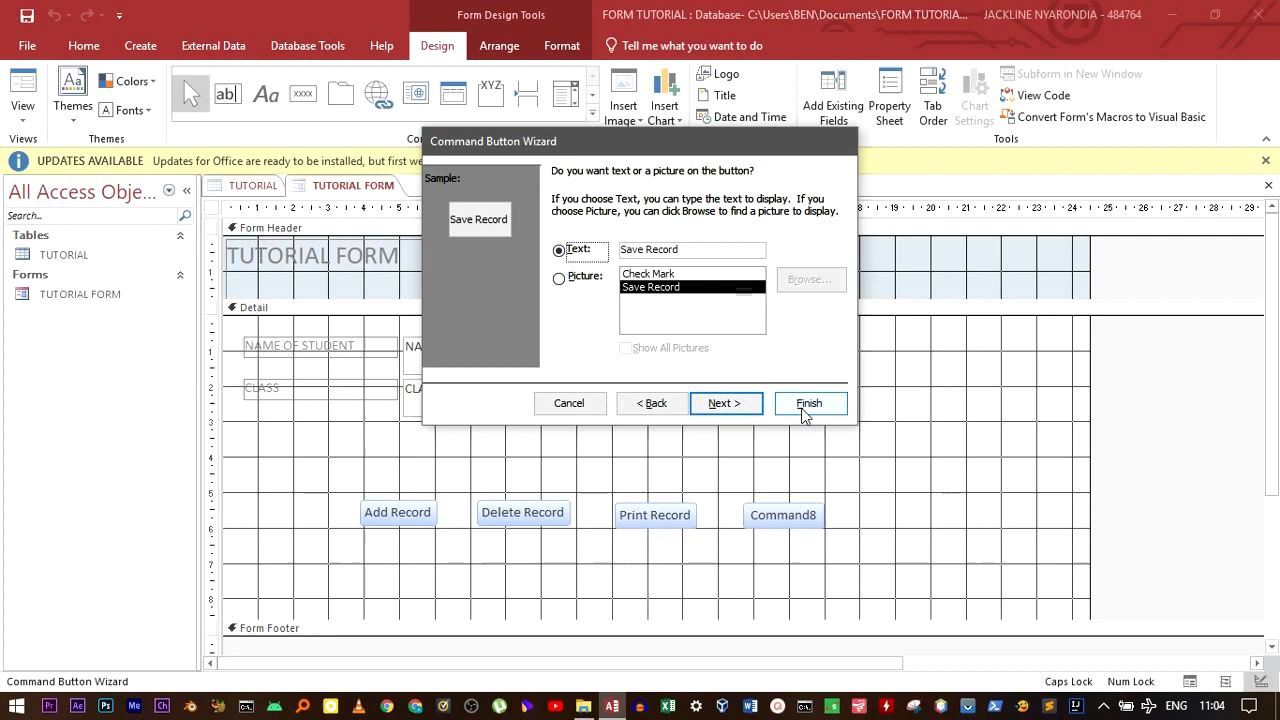 Form Design Tools
FORM TUTORIAL : Database- C:\Users\BEN\Documents\FORM TUTORIA...
JACKLINE NYARONDIA - 484764
File
Home
Create
External Data
Database Tools
Help
Design
Arrange
Format
Tell me what you want to do
View
Themes
Colors
Fonts
ab
Aa
xxxx
XYZ
Insert Image
Insert Chart
Logo
Title
Date and Time
Add Existing Fields
Property Sheet
Tab Order
Chart Settings
Subform in New Window
View Code
Convert Form's Macros to Visual Basic
Views
Themes
Tools
UPDATES AVAILABLE Updates for Office are ready to be installed, but first we
All Access Obje...
Search...
Tables
TUTORIAL
Forms
TUTORIAL FORM
TUTORIAL
TUTORIAL FORM
Form Header
TUTORIAL FORM
Detail
NAME OF STUDENT
NA
CLASS
CLA
Command Button Wizard
Sample:
Save Record
Do you want text or a picture on the button?
If you choose Text, you can type the text to display. If you
choose Picture, you can click Browse to find a picture to display.
Text:
Save Record
Picture:
Check Mark
Save Record
Browse...
Show All Pictures
Cancel
< Back
Next >
Finish
Add Record
Delete Record
Print Record
Command8
Form Footer
Command Button Wizard
Caps Lock
Num Lock
ENG
11:04